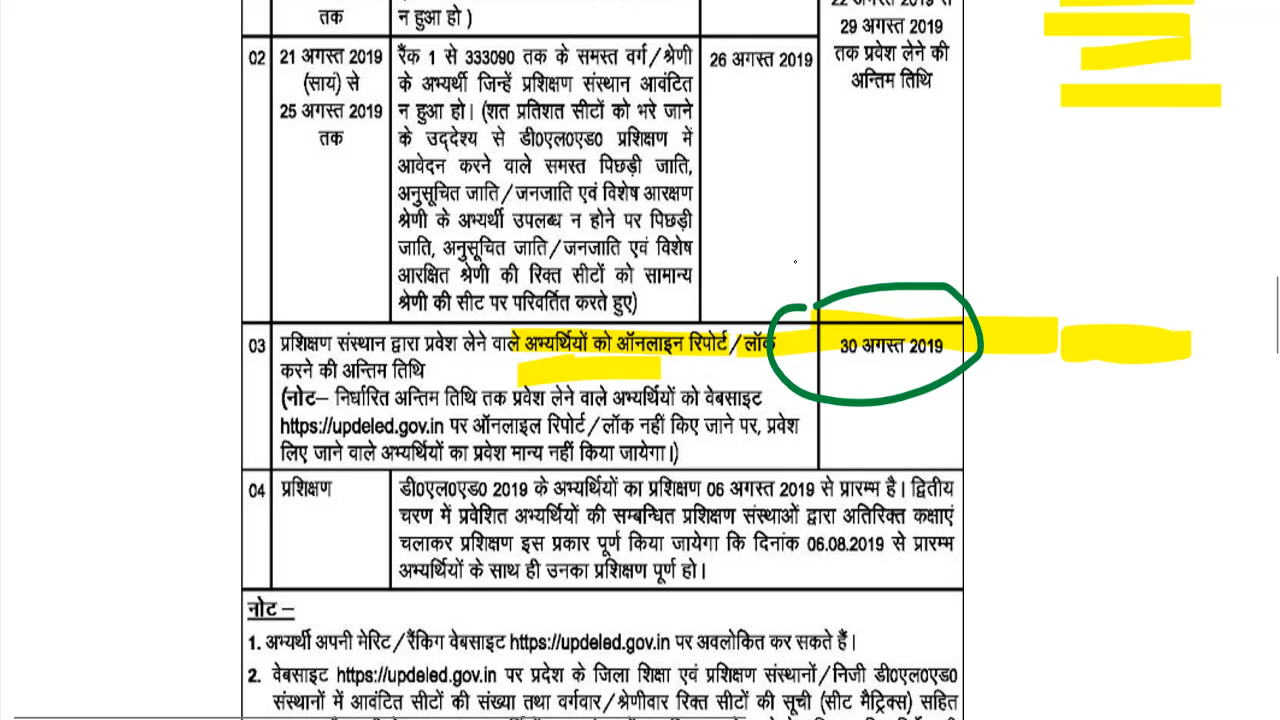 तक
न हुआ हो )
22 अगस्त 2019 से
29 अगस्त 2019
तक प्रवेश लेने की
अन्तिम तिथि
02
21 अगस्त 2019
(सायं) से
25 अगस्त 2019
तक
रैंक 1 से 333090 तक के समस्त वर्ग/श्रेणी
के अभ्यर्थी जिन्हें प्रशिक्षण संस्थान आवंटित
न हुआ हो। (शत प्रतिशत सीटों को भरे जाने
के उद्देश्य से डी0एल0एड0 प्रशिक्षण में
आवेदन करने वाले समस्त पिछड़ी जाति,
अनुसूचित जाति/जनजाति एवं विशेष आरक्षण
श्रेणी के अभ्यर्थी उपलब्ध न होने पर पिछड़ी
जाति, अनुसूचित जाति/जनजाति एवं विशेष
आरक्षित श्रेणी की रिक्त सीटों को सामान्य
श्रेणी की सीट पर परिवर्तित करते हुए)
26 अगस्त 2019
03
प्रशिक्षण संस्थान द्वारा प्रवेश लेने वाले अभ्यर्थियों को ऑनलाइन रिपोर्ट/लॉक
करने की अन्तिम तिथि
(नोट– निर्धारित अन्तिम तिथि तक प्रवेश लेने वाले अभ्यर्थियों को वेबसाइट
https://updeled.gov.in पर ऑनलाइल रिपोर्ट/लॉक नहीं किए जाने पर, प्रवेश
लिए जाने वाले अभ्यर्थियों का प्रवेश मान्य नहीं किया जायेगा।)
30 अगस्त 2019
04
प्रशिक्षण
डी0एल0एड0 2019 के अभ्यर्थियों का प्रशिक्षण 06 अगस्त 2019 से प्रारम्भ है। द्वितीय
चरण में प्रवेशित अभ्यर्थियों की सम्बन्धित प्रशिक्षण संस्थाओं द्वारा अतिरिक्त कक्षाएं
चलाकर प्रशिक्षण इस प्रकार पूर्ण किया जायेगा कि दिनांक 06.08.2019 से प्रारम्भ
अभ्यर्थियों के साथ ही उनका प्रशिक्षण पूर्ण हो।
नोट –
1. अभ्यर्थी अपनी मेरिट/रैंकिग वेबसाइट https://updeled.gov.in पर अवलोकित कर सकते हैं।
2. वेबसाइट https://updeled.gov.in पर प्रदेश के जिला शिक्षा एवं प्रशिक्षण संस्थानों/निजी डी0एल0एड0
संस्थानों में आवंटित सीटों की संख्या तथा वर्गवार/श्रेणीवार रिक्त सीटों की सूची (सीट मैट्रिक्स) सहित